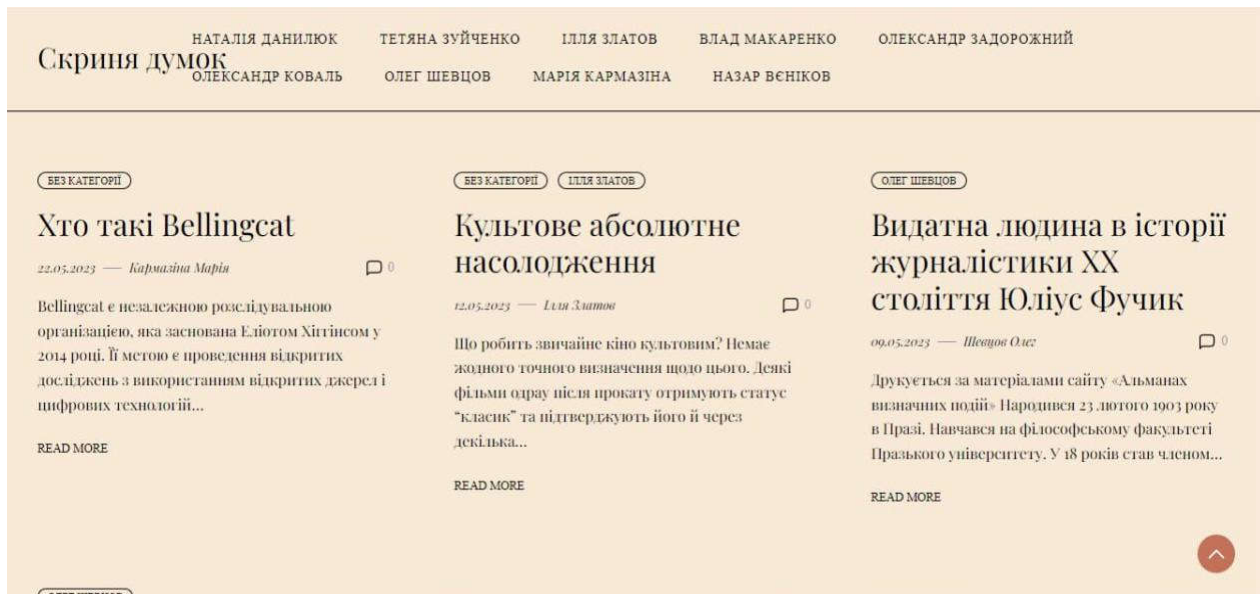 Скриня думок
НАТАЛІЯ ДАНИЛЮК ТЕТЯНА ЗУЙЧЕНКО ІЛЛЯ ЗЛАТОВ ВЛАД МАКАРЕНКО ОЛЕКСАНДР ЗАДОРОЖНИЙ
ОЛЕКСАНДР КОВАЛЬ ОЛЕГ ШЕВЦОВ МАРІЯ КАРМАЗІНА НАЗАР ВЄНІКОВ
БЕЗ КАТЕГОРІЇ
Хто такі Bellingcat
22.05.2023 — Кармазіна Марія 0
Bellingcat є незалежною розслідувальною
організацією, яка заснована Еліотом Хіггінсом у
2014 році. Її метою є проведення відкритих
досліджень з використанням відкритих джерел і
цифрових технологій...
READ MORE
БЕЗ КАТЕГОРІЇ ІЛЛЯ ЗЛАТОВ
Культове абсолютне
насолодження
12.05.2023 — Ілля Златов 0
Що робить звичайне кіно культовим? Немає
жодного точного визначення щодо цього. Деякі
фільми одрау після прокату отримують статус
“класик” та підтверджують його й через
декілька...
READ MORE
ОЛЕГ ШЕВЦОВ
Видатна людина в історії
журналістики ХХ
століття Юліус Фучик
09.05.2023 — Шевцов Олег 0
Друкується за матеріалами сайту «Альманах
визначних подій» Народився 23 лютого 1903 року
в Празі. Навчався на філософському факультеті
Празького університету. У 18 років став членом...
READ MORE
ОЛЕГ ШЕВЦОВ